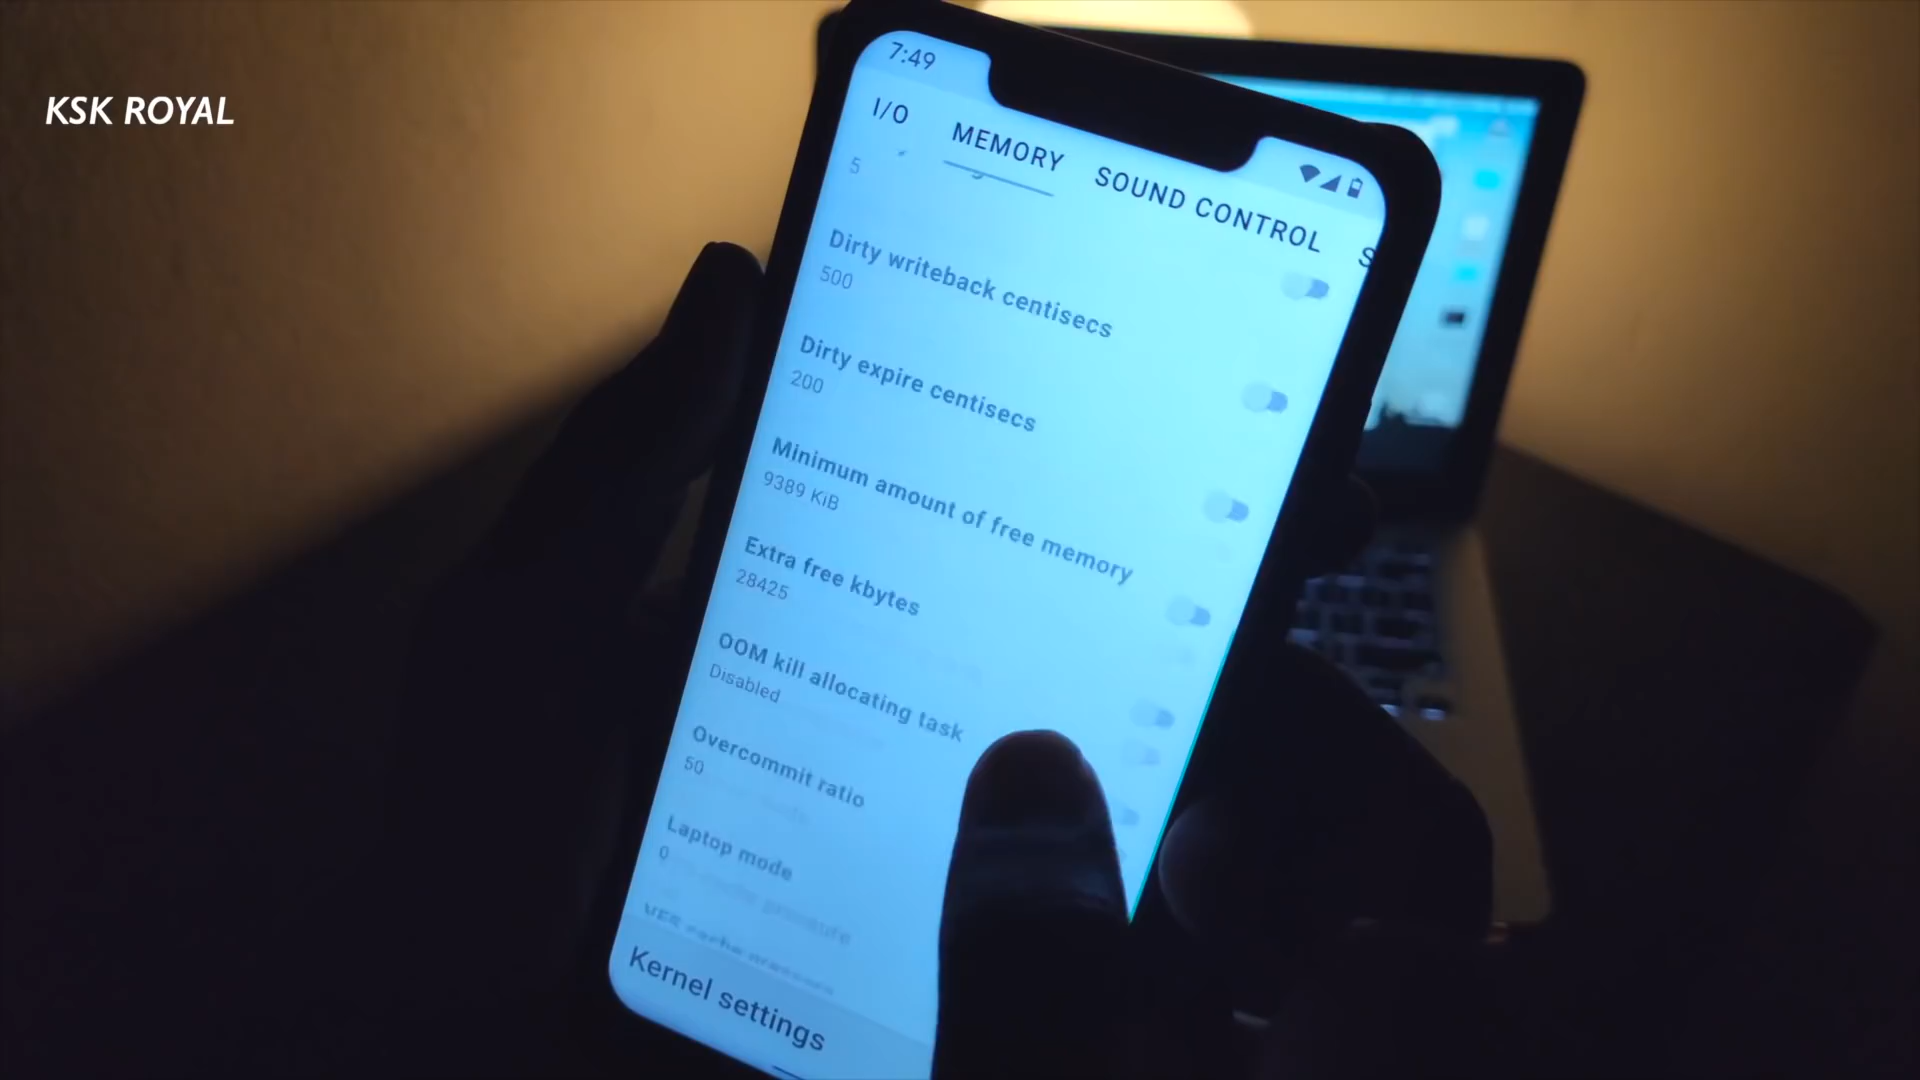 KSK ROYAL
7:49
I/O MEMORY SOUND CONTROL S
5
Dirty writeback centisecs
500
Dirty expire centisecs
200
Minimum amount of free memory
9389 KiB
Extra free kbytes
28425
OOM kill allocating task
Disabled
Overcommit ratio
50
Laptop mode
0
Kernel settings